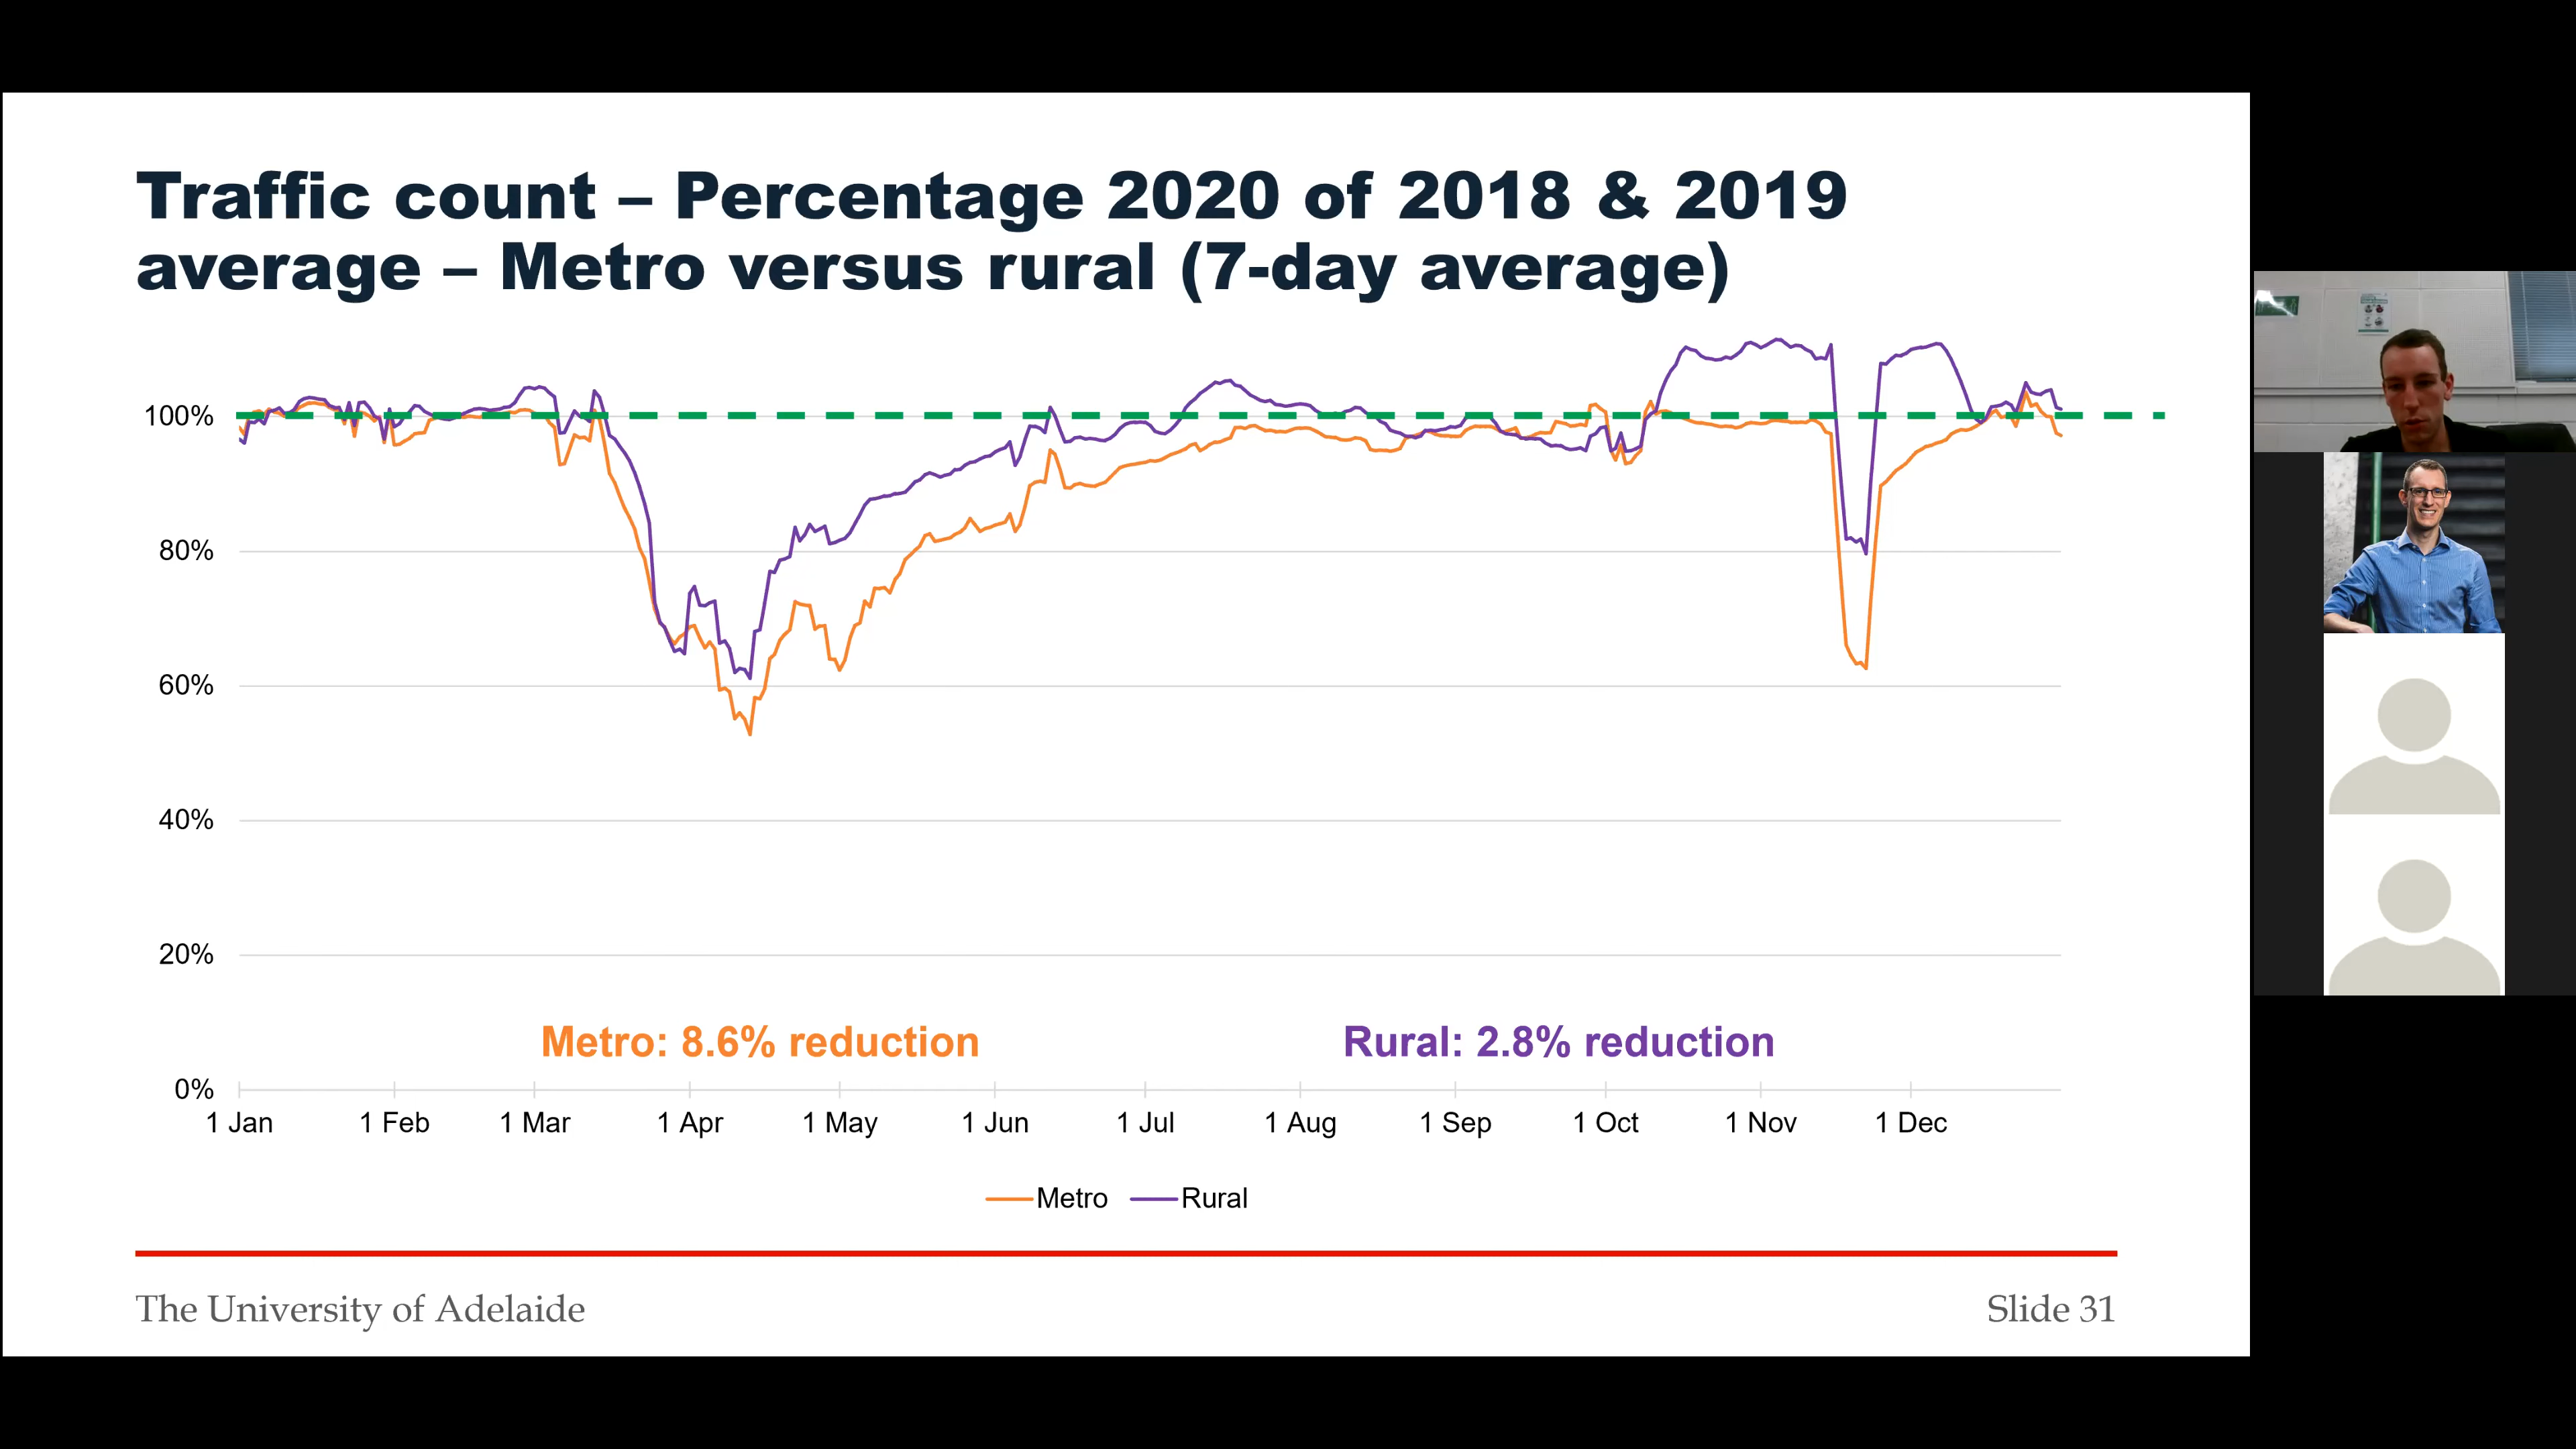 Traffic count – Percentage 2020 of 2018 & 2019
average – Metro versus rural (7-day average)
100%
80%
60%
40%
20%
0%
Metro: 8.6% reduction
Rural: 2.8% reduction
1 Jan
1 Feb
1 Mar
1 Apr
1 May
1 Jun
1 Jul
1 Aug
1 Sep
1 Oct
1 Nov
1 Dec
Metro
Rural
The University of Adelaide
Slide 31